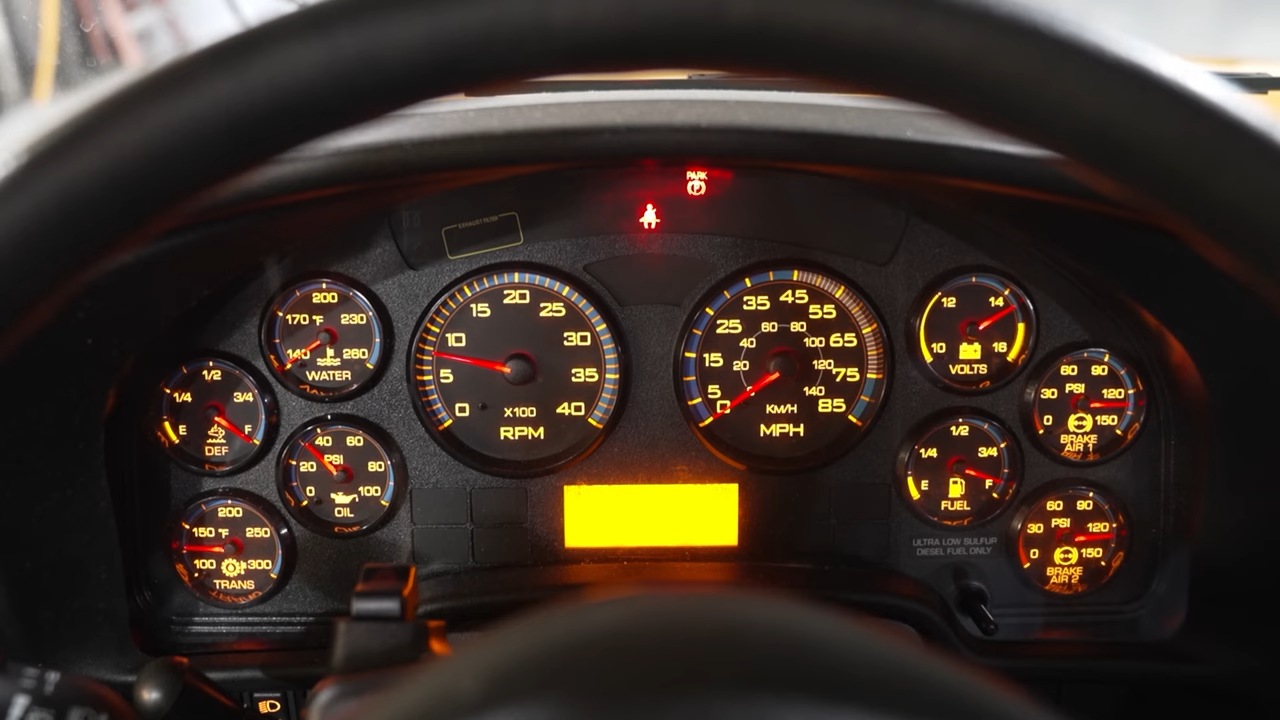 PARK
P
EXHAUST FILTER
200
170 °F 230
140 260
WATER
1/2
1/4 3/4
E F
DEF
40 60
PSI
20 80
0 100
OIL
200
150 °F 250
100 300
TRANS
20
15 25
10 30
5 35
0 40
X100
RPM
35 45
25 55
15 65
5 75
0 85
60 80
40 100
20 120
140
KM/H
MPH
12 14
10 16
VOLTS
60 90
PSI
30 120
0 150
BRAKE
AIR 1
1/2
1/4 3/4
E F
FUEL
60 90
PSI
30 120
0 150
BRAKE
AIR 2
ULTRA LOW SULFUR
DIESEL FUEL ONLY